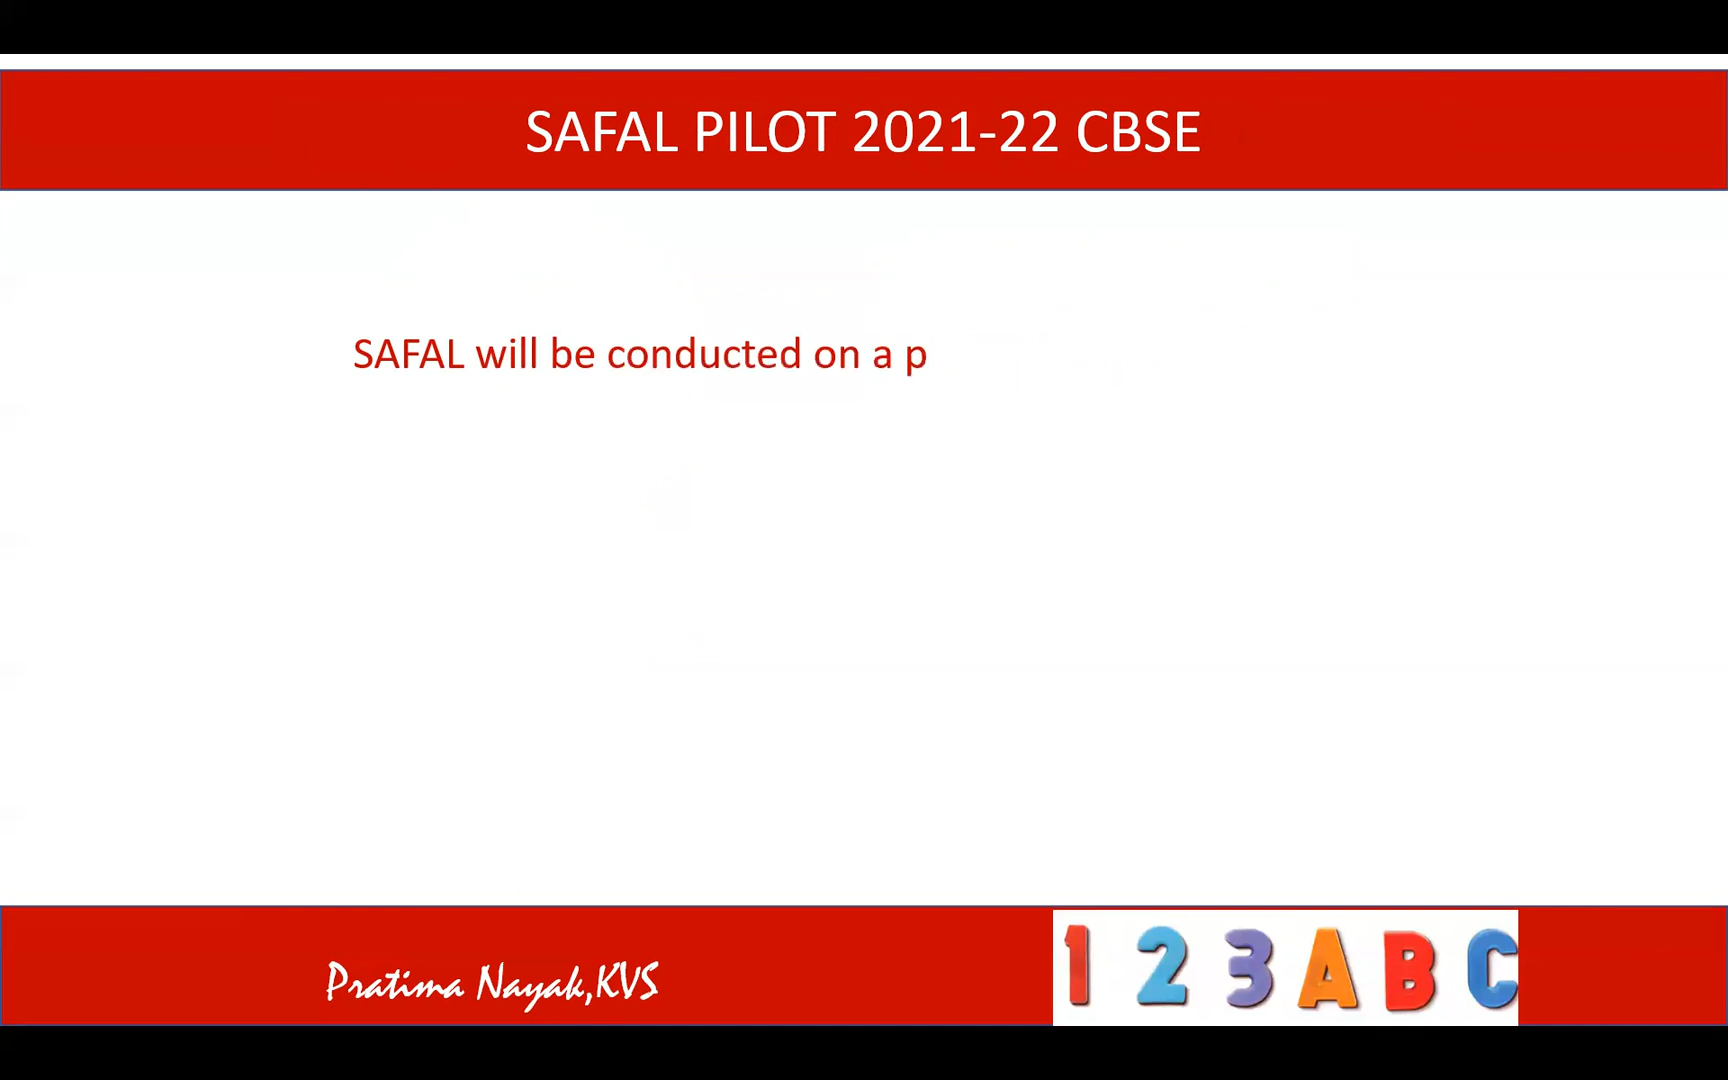 SAFAL PILOT 2021-22 CBSE
SAFAL will be conducted on a p
Pratima Nayak,KVS
1 2 3 A B C